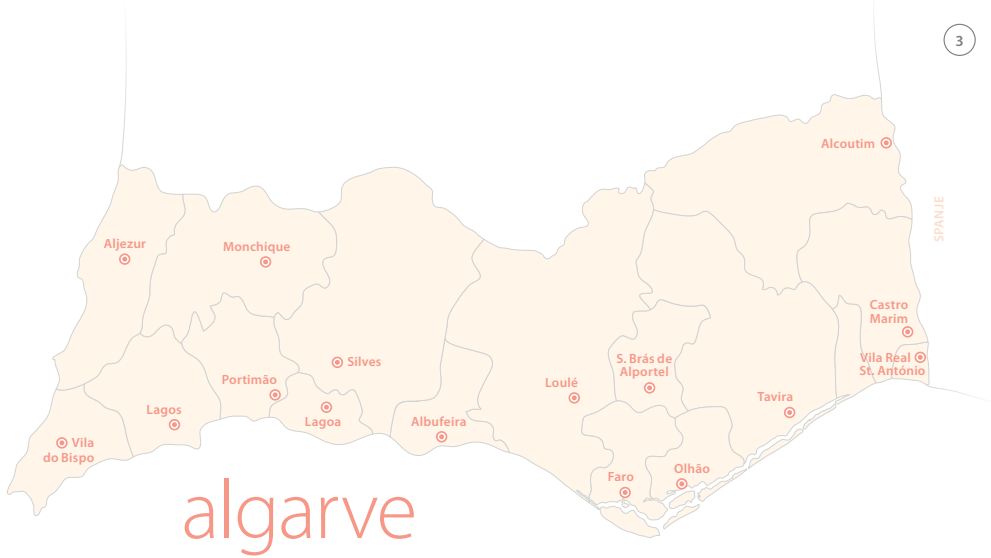 3
Alcoutim
SPANJE
Aljezur
Monchique
Castro
Marim
Silves
S. Brás de
Alportel
Vila Real
St. António
Portimão
Loulé
Tavira
Lagos
Lagoa
Albufeira
Vila
do Bispo
Faro
Olhão
algarve